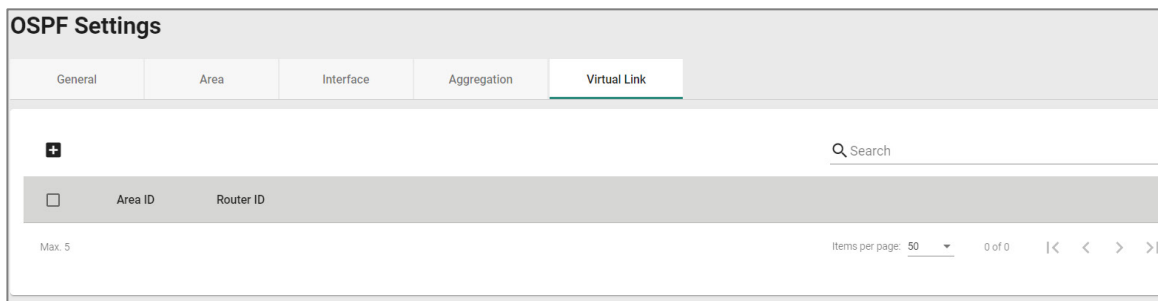 OSPF Settings
General Area Interface Aggregation Virtual Link
Search
Area ID Router ID
Max. 5 Items per page: 50 0 of 0